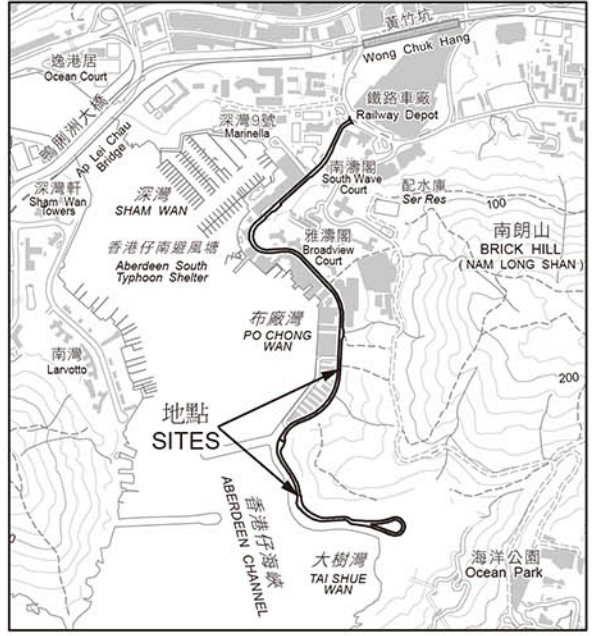 黃竹坑
Wong Chuk Hang
逸港居
Ocean Court
鐵路車廠
Railway Depot
鴨脷洲大橋
Ap Lei Chau
Bridge
深灣9號
Marinella
南濤閣
South Wave
Court
配水庫
Ser Res
100
深灣軒
Sham Wan
Towers
深灣
SHAM WAN
南朗山
BRICK HILL
( NAM LONG SHAN )
雅濤閣
Broadview
Court
香港仔南避風塘
Aberdeen South
Typhoon Shelter
布廠灣
PO CHONG
WAN
南灣
Larvotto
200
地點
SITES
香港仔海峽
ABERDEEN CHANNEL
大樹灣
TAI SHUE
WAN
海洋公園
Ocean Park